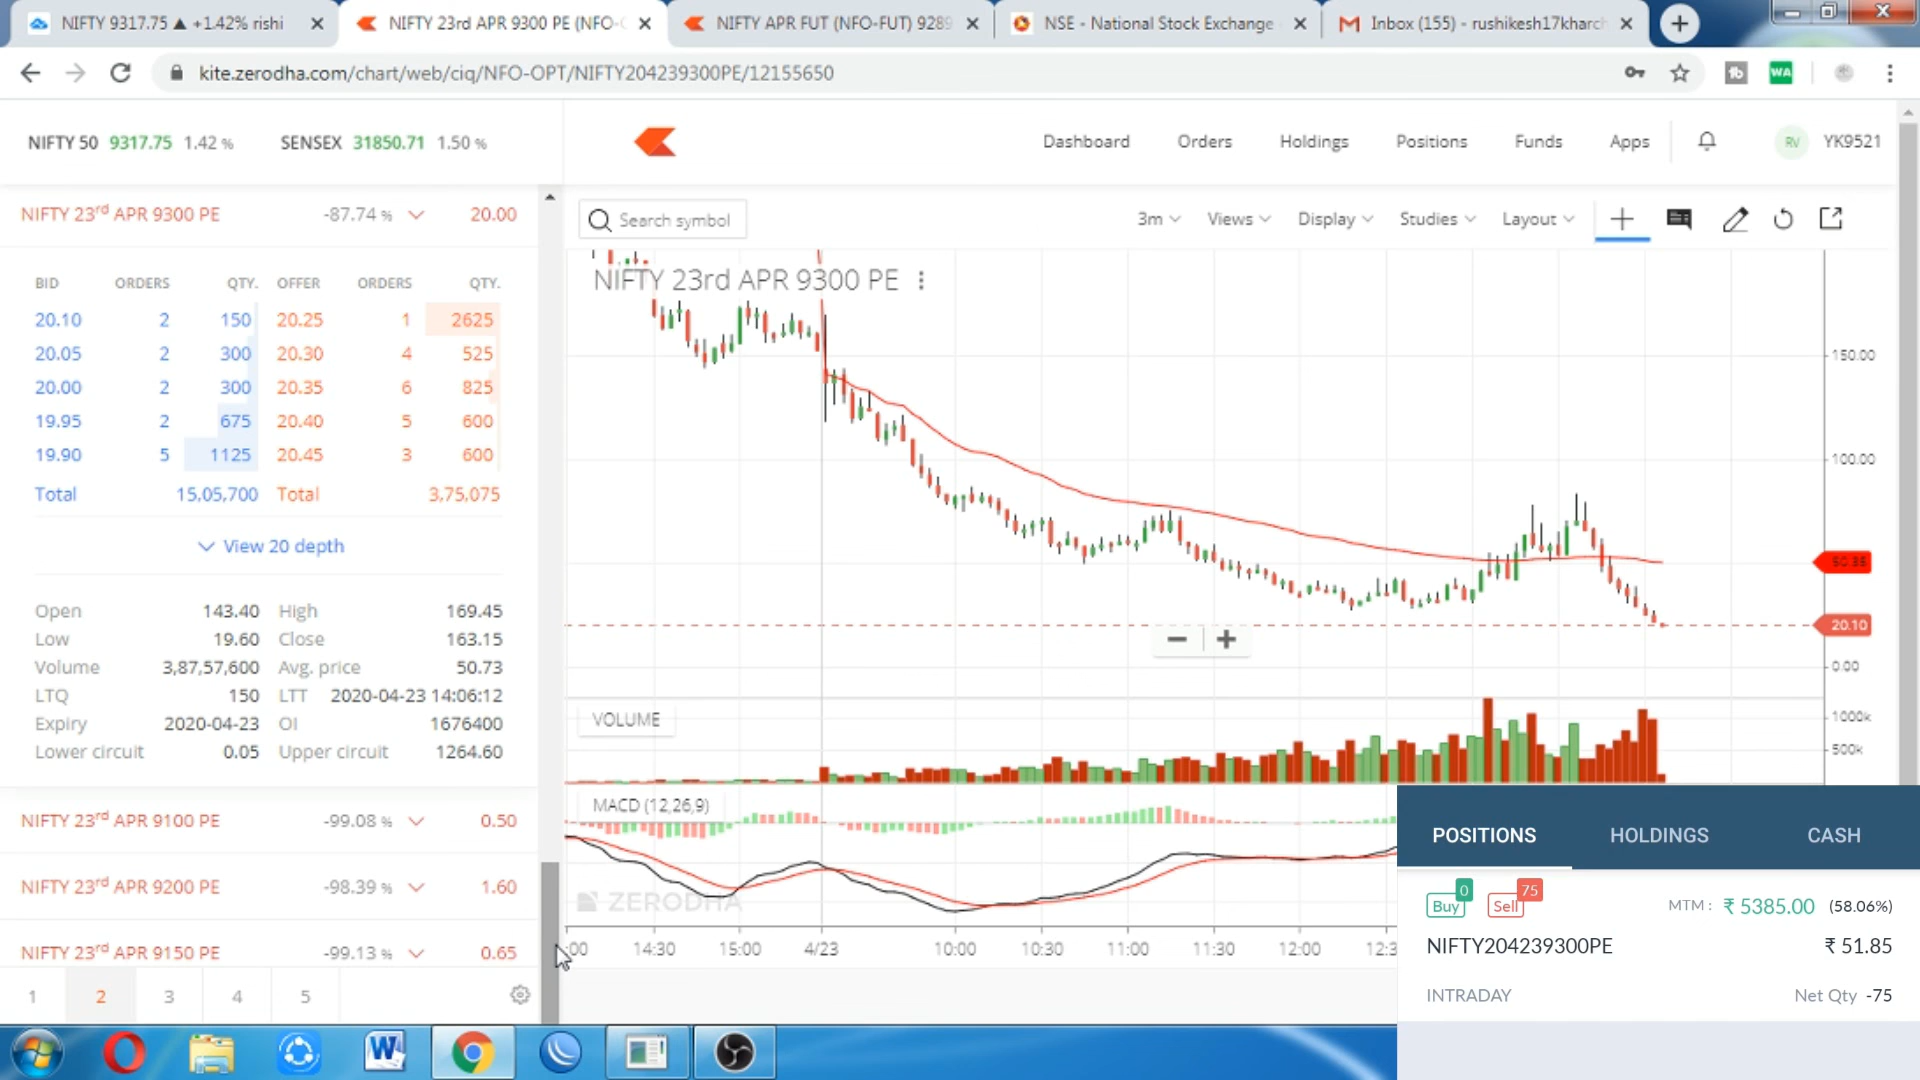 NIFTY 9317.75 ▲ +1.42% rishi
NIFTY 23rd APR 9300 PE (NFO-
NIFTY APR FUT (NFO-FUT) 9289
NSE - National Stock Exchange
Inbox (155) - rushikesh17kharch
kite.zerodha.com/chart/web/ciq/NFO-OPT/NIFTY204239300PE/12155650
WA
NIFTY 50 9317.75 1.42 % SENSEX 31850.71 1.50 %
Dashboard Orders Holdings Positions Funds Apps RV YK9521
NIFTY 23rd APR 9300 PE -87.74 % 20.00
BID ORDERS QTY. OFFER ORDERS QTY.
20.10 2 150 20.25 1 2625
20.05 2 300 20.30 4 525
20.00 2 300 20.35 6 825
19.95 2 675 20.40 5 600
19.90 5 1125 20.45 3 600
Total 15,05,700 Total 3,75,075
View 20 depth
Open 143.40 High 169.45
Low 19.60 Close 163.15
Volume 3,87,57,600 Avg. price 50.73
LTQ 150 LTT 2020-04-23 14:06:12
Expiry 2020-04-23 OI 1676400
Lower circuit 0.05 Upper circuit 1264.60
NIFTY 23rd APR 9100 PE -99.08 % 0.50
NIFTY 23rd APR 9200 PE -98.39 % 1.60
NIFTY 23rd APR 9150 PE -99.13 % 0.65
1 2 3 4 5
Search symbol
3m Views Display Studies Layout
NIFTY 23rd APR 9300 PE
150.00
100.00
50.35
20.10
0.00
VOLUME
1000k
500k
MACD (12,26,9)
ZERODHA
:00 14:30 15:00 4/23 10:00 10:30 11:00 11:30 12:00 12:3
POSITIONS HOLDINGS CASH
Buy 0 Sell 75 MTM : ₹ 5385.00 (58.06%)
NIFTY204239300PE ₹ 51.85
INTRADAY Net Qty -75